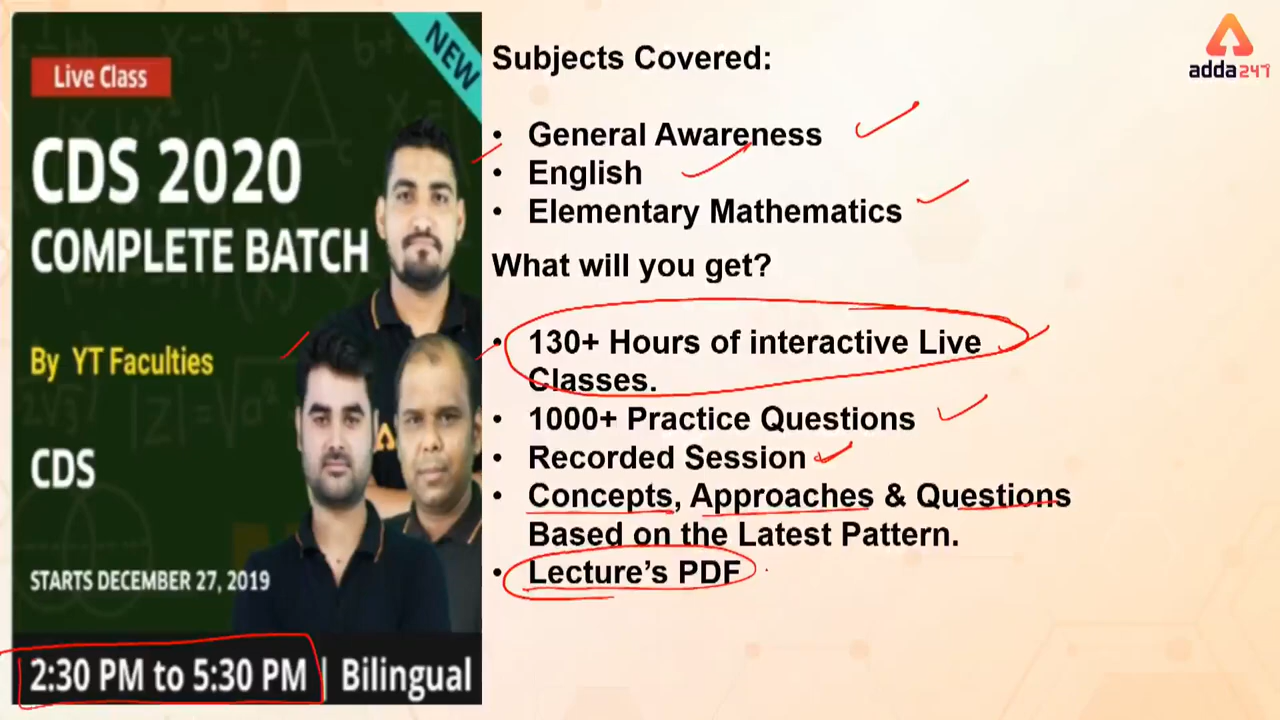 Live Class
NEW
CDS 2020
COMPLETE BATCH
By YT Faculties
CDS
STARTS DECEMBER 27, 2019
2:30 PM to 5:30 PM | Bilingual
adda247
Subjects Covered:
• General Awareness
• English
• Elementary Mathematics
What will you get?
• 130+ Hours of interactive Live
Classes.
• 1000+ Practice Questions
• Recorded Session
• Concepts, Approaches & Questions
Based on the Latest Pattern.
• Lecture's PDF